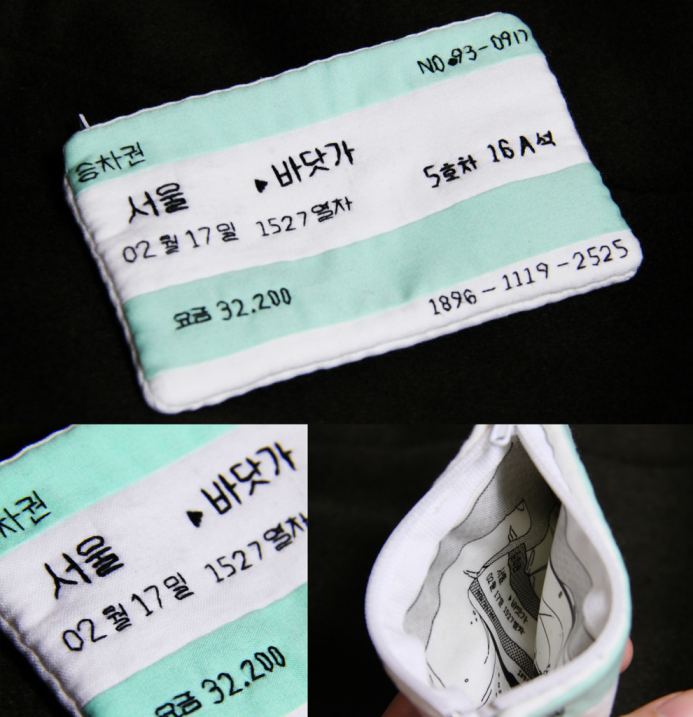 NO.93-0917
승차권
서울 ▶바닷가
5호차 16A석
02월 17일 1527열차
요금 32.200
1896-1119-2525
차권
서울 ▶바닷가
02월 17일 1527열차
요금 32.200